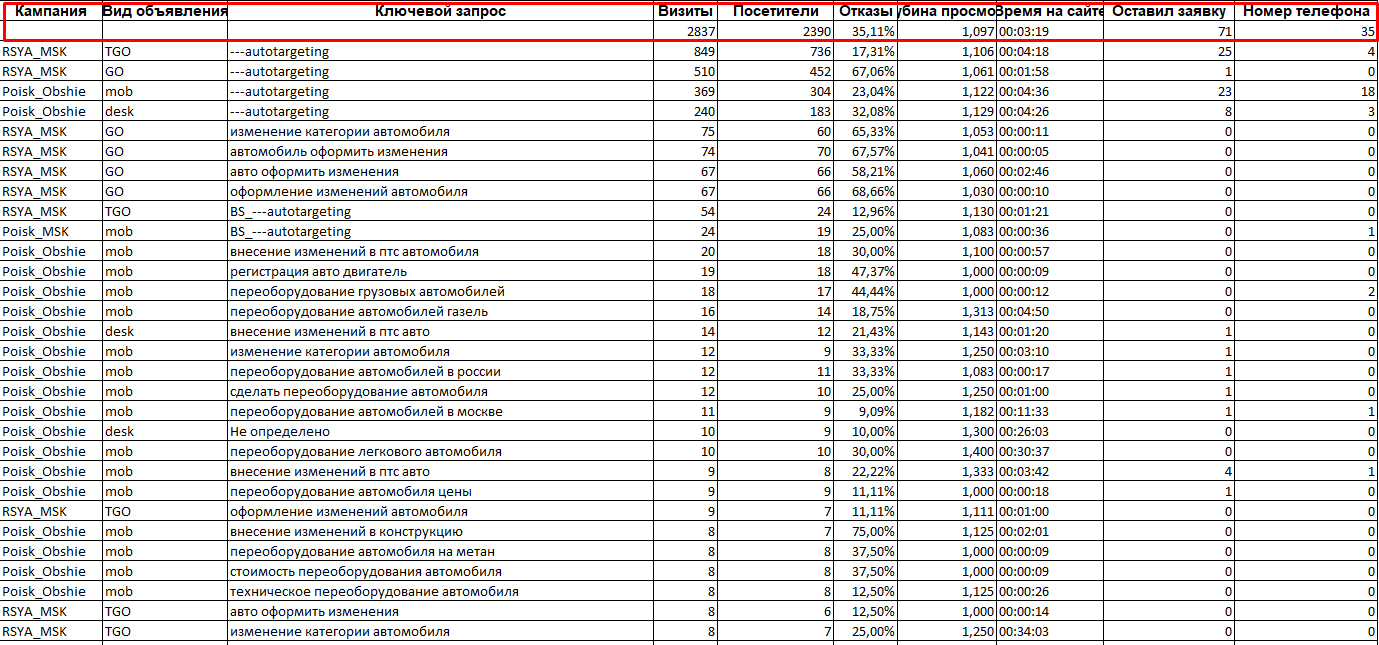 Кампания Вид объявления Ключевой запрос Визиты Посетители Отказы убина просмо Время на сайте Оставил заявку Номер телефона
2837 2390 35,11% 1,097 00:03:19 71 35
RSYA_MSK TGO ---autotargeting 849 736 17,31% 1,106 00:04:18 25 4
RSYA_MSK GO ---autotargeting 510 452 67,06% 1,061 00:01:58 1 0
Poisk_Obshie mob ---autotargeting 369 304 23,04% 1,122 00:04:36 23 18
Poisk_Obshie desk ---autotargeting 240 183 32,08% 1,129 00:04:26 8 3
RSYA_MSK GO изменение категории автомобиля 75 60 65,33% 1,053 00:00:11 0 0
RSYA_MSK GO автомобиль оформить изменения 74 70 67,57% 1,041 00:00:05 0 0
RSYA_MSK GO авто оформить изменения 67 66 58,21% 1,060 00:02:46 0 0
RSYA_MSK GO оформление изменений автомобиля 67 66 68,66% 1,030 00:00:10 0 0
RSYA_MSK TGO BS_---autotargeting 54 24 12,96% 1,130 00:01:21 0 0
Poisk_MSK mob BS_---autotargeting 24 19 25,00% 1,083 00:00:36 0 1
Poisk_Obshie mob внесение изменений в птс автомобиля 20 18 30,00% 1,100 00:00:57 0 0
Poisk_Obshie mob регистрация авто двигатель 19 18 47,37% 1,000 00:00:09 0 0
Poisk_Obshie mob переоборудование грузовых автомобилей 18 17 44,44% 1,000 00:00:12 0 2
Poisk_Obshie mob переоборудование автомобилей газель 16 14 18,75% 1,313 00:04:50 0 0
Poisk_Obshie desk внесение изменений в птс авто 14 12 21,43% 1,143 00:01:20 1 0
Poisk_Obshie mob изменение категории автомобиля 12 9 33,33% 1,250 00:03:10 1 0
Poisk_Obshie mob переоборудование автомобилей в россии 12 11 33,33% 1,083 00:00:17 1 0
Poisk_Obshie mob сделать переоборудование автомобиля 12 10 25,00% 1,250 00:01:00 1 0
Poisk_Obshie mob переоборудование автомобилей в москве 11 9 9,09% 1,182 00:11:33 1 1
Poisk_Obshie desk Не определено 10 9 10,00% 1,300 00:26:03 0 0
Poisk_Obshie mob переоборудование легкового автомобиля 10 10 30,00% 1,400 00:30:37 0 0
Poisk_Obshie mob внесение изменений в птс авто 9 8 22,22% 1,333 00:03:42 4 1
Poisk_Obshie mob переоборудование автомобиля цены 9 9 11,11% 1,000 00:00:18 1 0
RSYA_MSK TGO оформление изменений автомобиля 9 7 11,11% 1,111 00:01:00 0 0
Poisk_Obshie mob внесение изменений в конструкцию 8 7 75,00% 1,125 00:02:01 0 0
Poisk_Obshie mob переоборудование автомобиля на метан 8 8 37,50% 1,000 00:00:09 0 0
Poisk_Obshie mob стоимость переоборудования автомобиля 8 8 37,50% 1,000 00:00:09 0 0
Poisk_Obshie mob техническое переоборудование автомобиля 8 8 12,50% 1,125 00:00:26 0 0
RSYA_MSK TGO авто оформить изменения 8 6 12,50% 1,000 00:00:14 0 0
RSYA_MSK TGO изменение категории автомобиля 8 7 25,00% 1,250 00:34:03 0 0